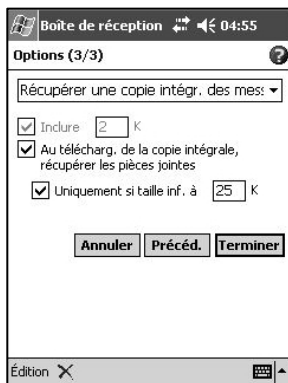 Boîte de réception 04:55
Options (3/3) ?
Récupérer une copie intégr. des mess
Inclure 2 K
Au télécharg. de la copie intégrale,
récupérer les pièces jointes
Uniquement si taille inf. à 25 K
Annuler Précéd. Terminer
Édition